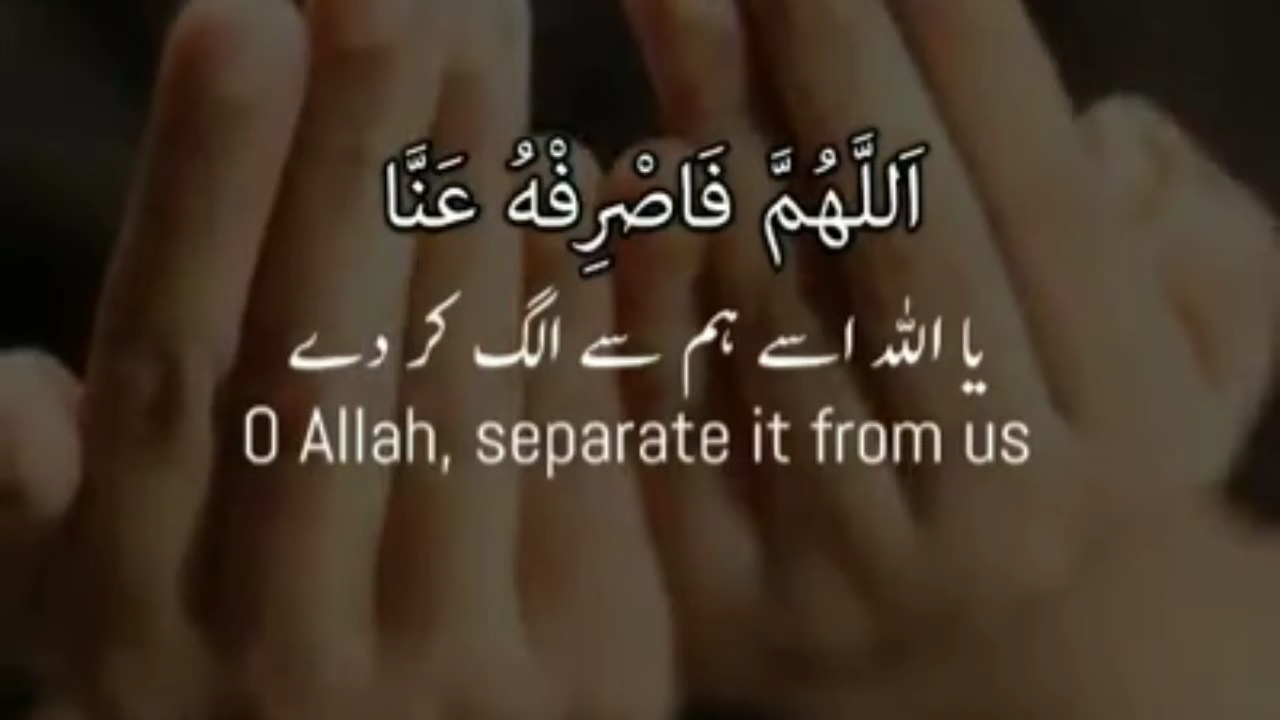 اَللَّهُمَّ فَاصْرِفْهُ عَنَّا
یا اللہ اسے ہم سے الگ کر دے
O Allah, separate it from us